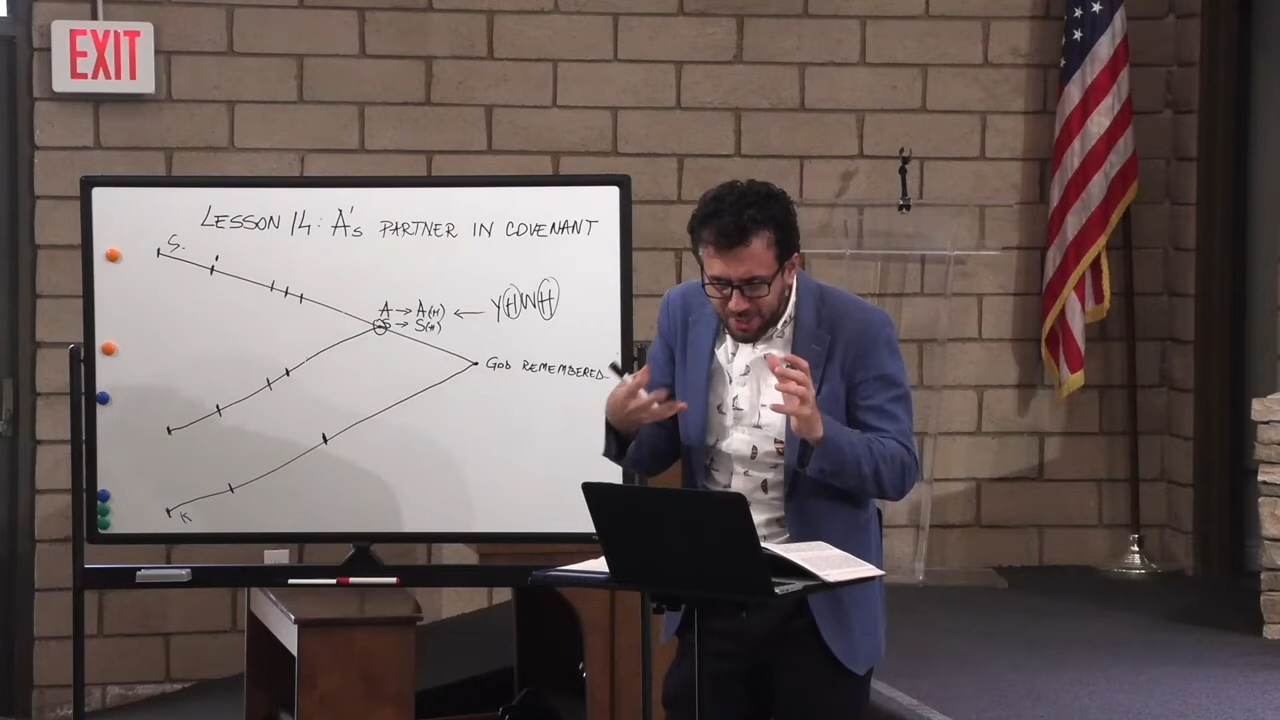 EXIT
LESSON 14: A's PARTNER IN COVENANT
S.
A → A(H) ← YHWH
S → S(H)
GOD REMEMBERED
K